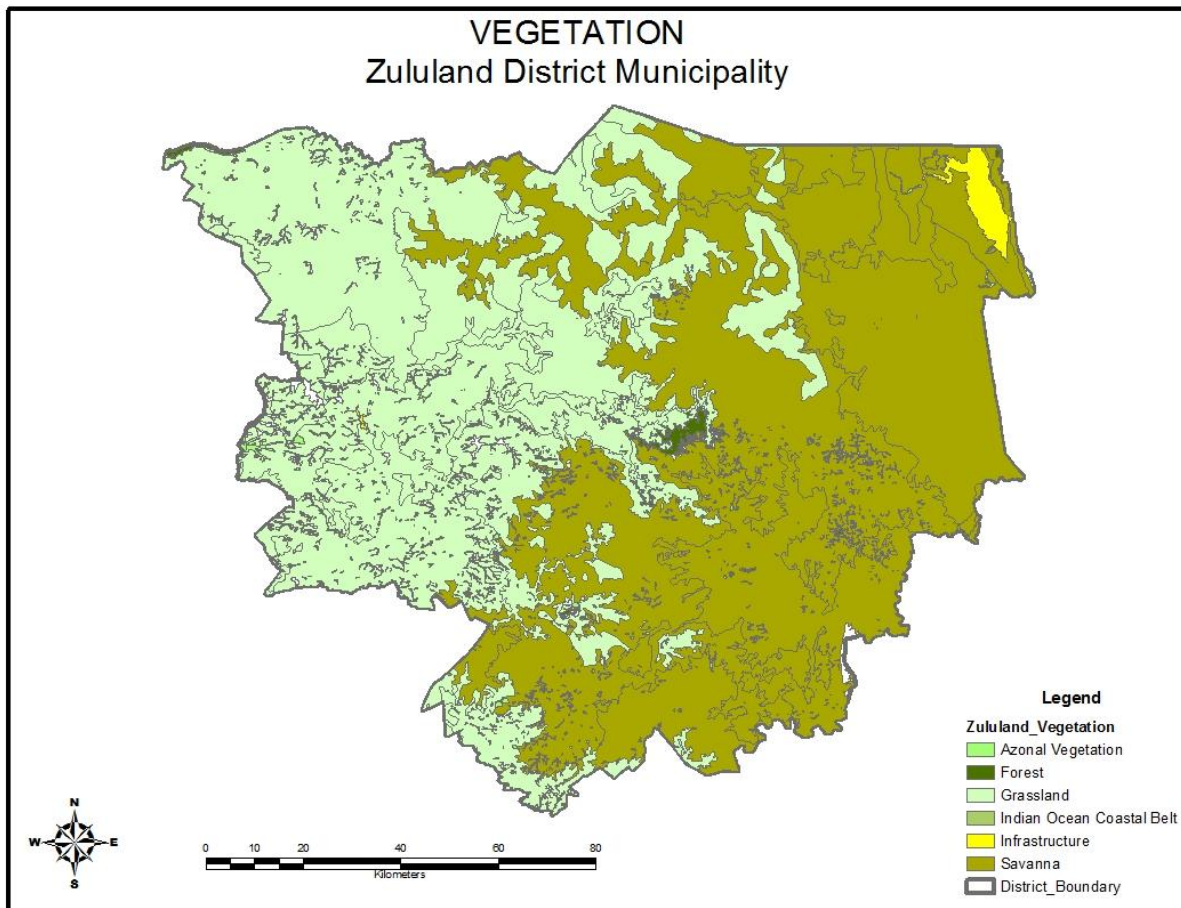 VEGETATION
Zululand District Municipality
Legend
Zululand_Vegetation
Azonal Vegetation
Forest
Grassland
Indian Ocean Coastal Belt
Infrastructure
Savanna
District_Boundary
N
W E
S
0 10 20 40 60 80
Kilometers